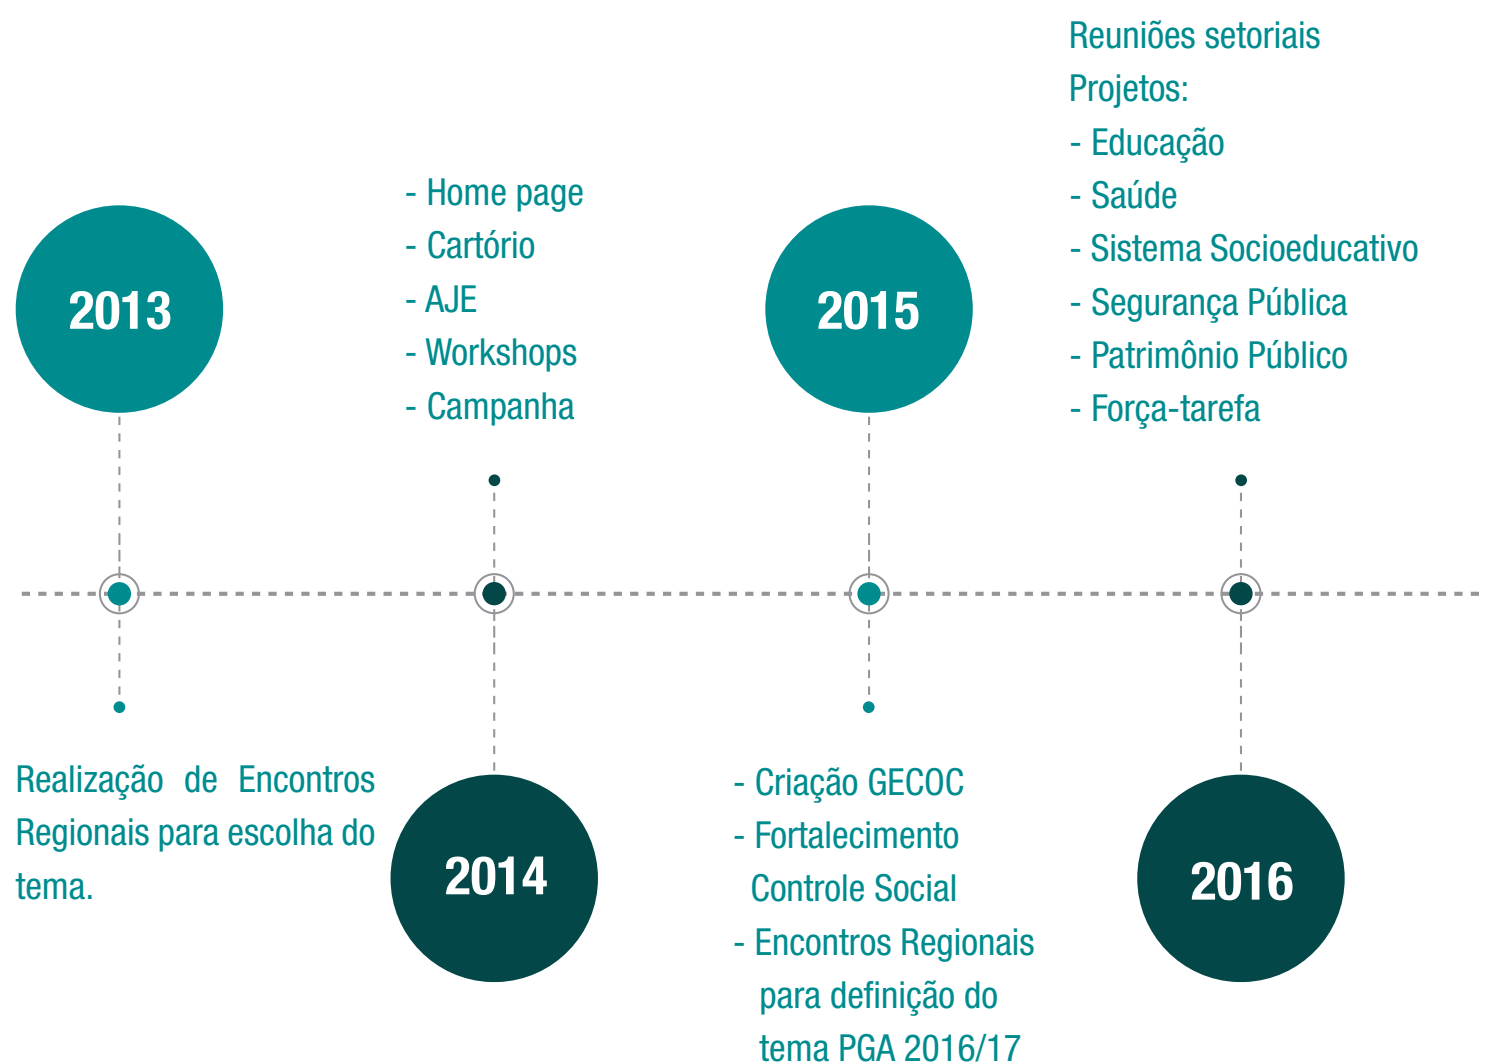 2013
Realização de Encontros
Regionais para escolha do
tema.
- Home page
- Cartório
- AJE
- Workshops
- Campanha
2014
2015
- Criação GECOC
- Fortalecimento
Controle Social
- Encontros Regionais
para definição do
tema PGA 2016/17
Reuniões setoriais
Projetos:
- Educação
- Saúde
- Sistema Socioeducativo
- Segurança Pública
- Patrimônio Público
- Força-tarefa
2016